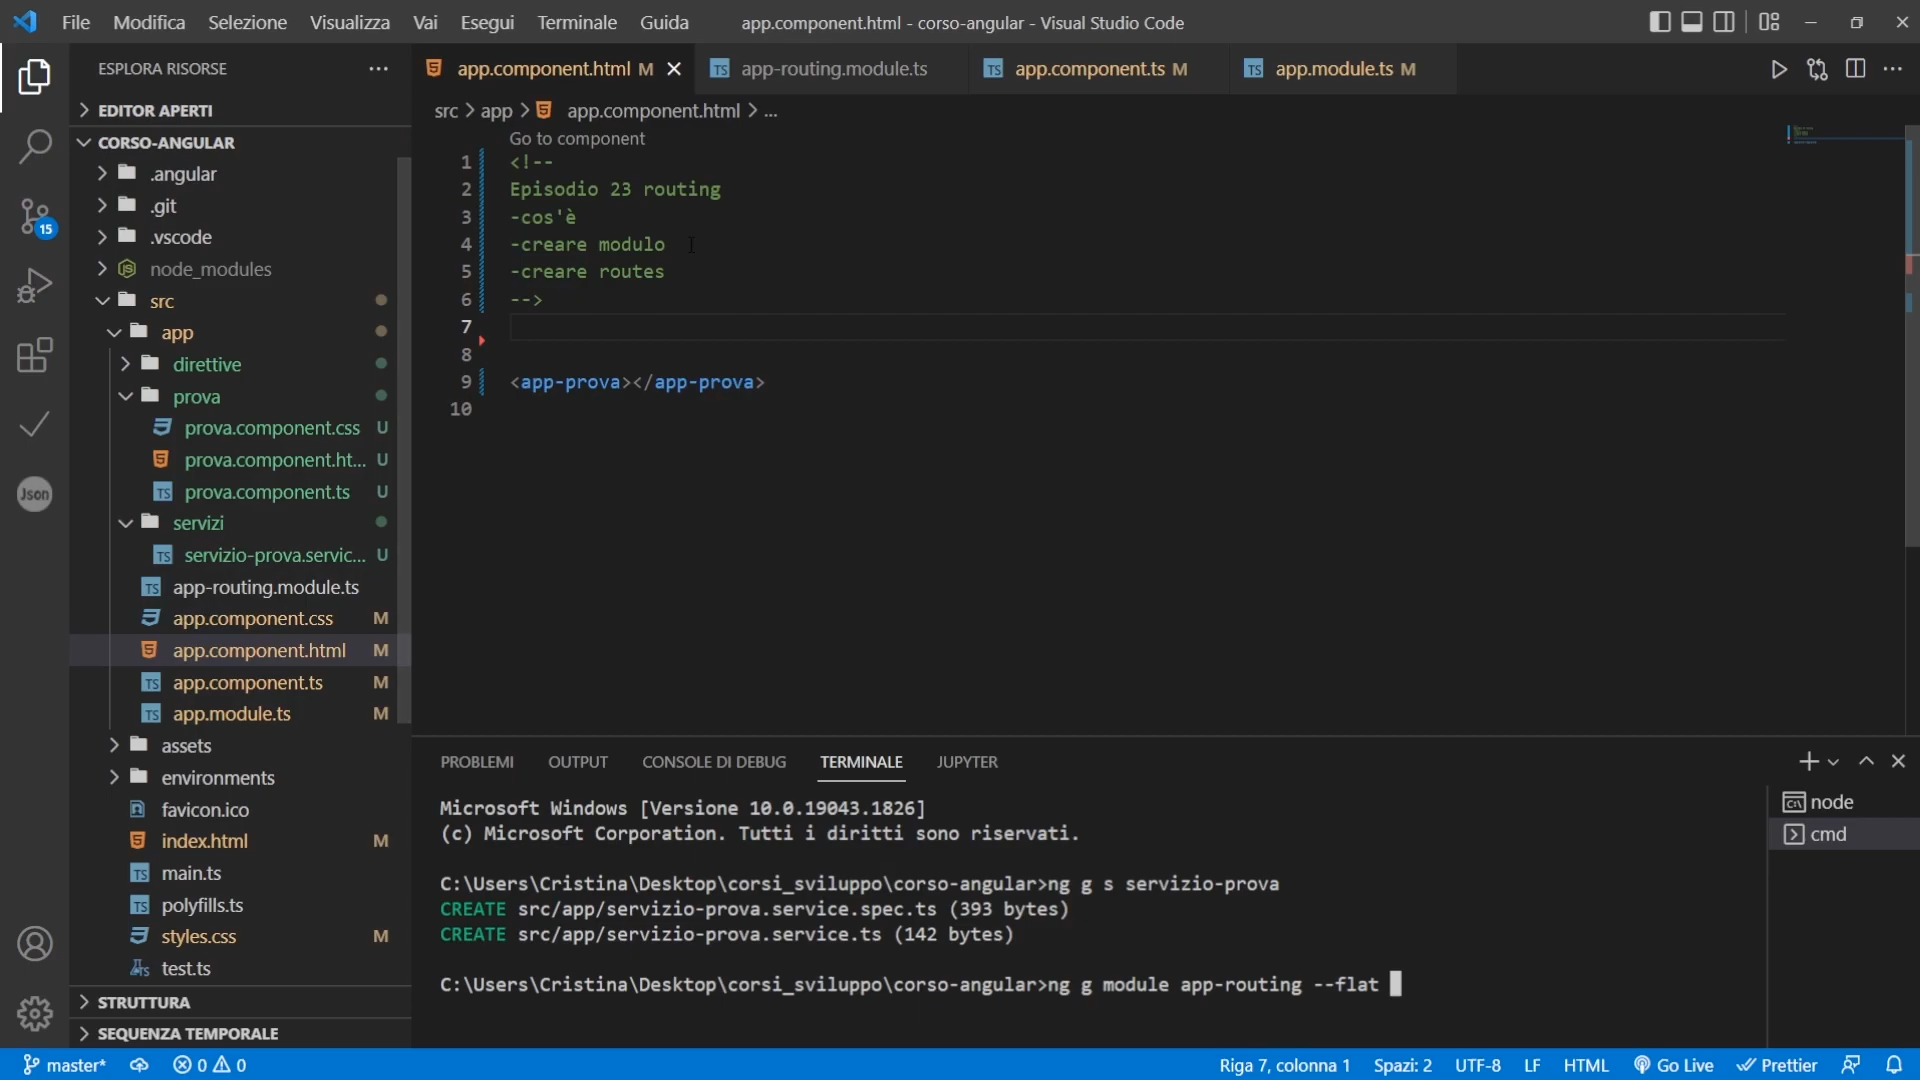 File Modifica Selezione Visualizza Vai Esegui Terminale Guida
app.component.html - corso-angular - Visual Studio Code
ESPLORA RISORSE
EDITOR APERTI
CORSO-ANGULAR
.angular
.git
.vscode
node_modules
src
app
direttive
prova
prova.component.css U
prova.component.ht... U
prova.component.ts U
servizi
servizio-prova.servic... U
app-routing.module.ts
app.component.css M
app.component.html M
app.component.ts M
app.module.ts M
assets
environments
favicon.ico
index.html M
main.ts
polyfills.ts
styles.css M
test.ts
STRUTTURA
SEQUENZA TEMPORALE
15
Json
app.component.html M
app-routing.module.ts
app.component.ts M
app.module.ts M
src > app > app.component.html > ...
Go to component
1 <!--
2 Episodio 23 routing
3 -cos'è
4 -creare modulo
5 -creare routes
6 -->
7
8
9 <app-prova></app-prova>
10
PROBLEMI OUTPUT CONSOLE DI DEBUG TERMINALE JUPYTER
Microsoft Windows [Versione 10.0.19043.1826]
(c) Microsoft Corporation. Tutti i diritti sono riservati.
C:\Users\Cristina\Desktop\corsi_sviluppo\corso-angular>ng g s servizio-prova
CREATE src/app/servizio-prova.service.spec.ts (393 bytes)
CREATE src/app/servizio-prova.service.ts (142 bytes)
C:\Users\Cristina\Desktop\corsi_sviluppo\corso-angular>ng g module app-routing --flat
node
cmd
master* 0 0
Riga 7, colonna 1 Spazi: 2 UTF-8 LF HTML Go Live Prettier